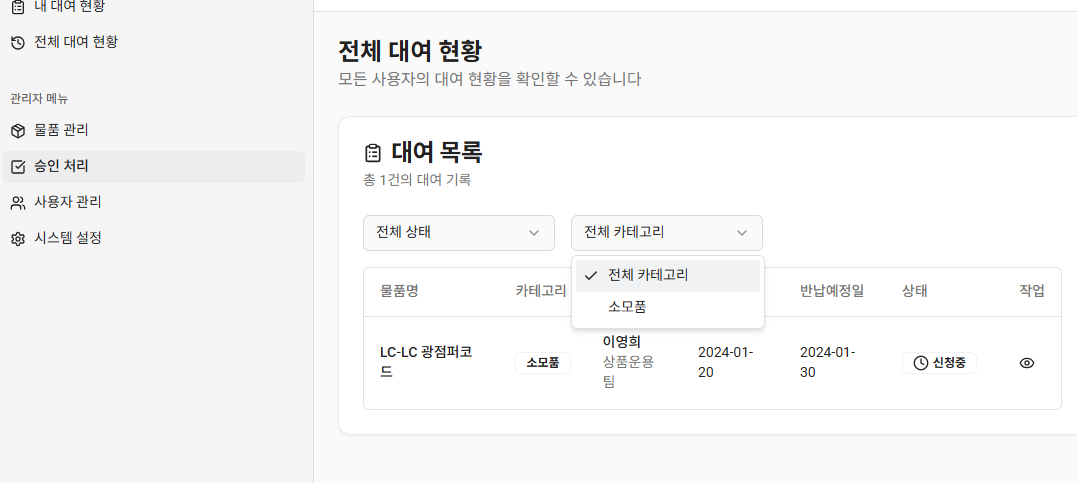 내 대여 현황
전체 대여 현황
관리자 메뉴
물품 관리
승인 처리
사용자 관리
시스템 설정
전체 대여 현황
모든 사용자의 대여 현황을 확인할 수 있습니다
대여 목록
총 1건의 대여 기록
전체 상태
전체 카테고리
전체 카테고리
소모품
물품명
카테고리
반납예정일
상태
작업
LC-LC 광점퍼코
드
소모품
이영희
상품운용
팀
2024-01-
20
2024-01-
30
신청중